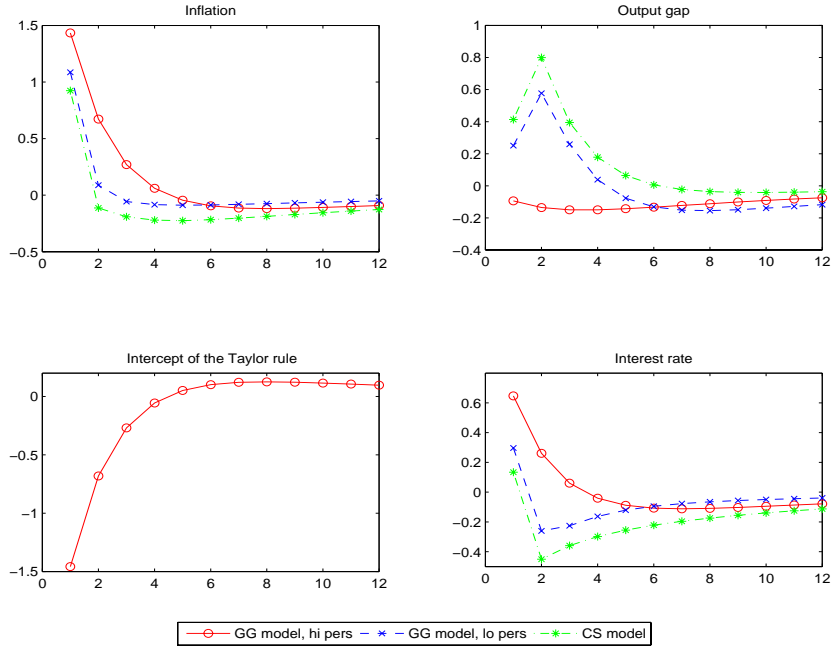 Inflation
1.5
1
0.5
0
−0.5
0 2 4 6 8 10 12
Output gap
1
0.8
0.6
0.4
0.2
0
−0.2
−0.4
0 2 4 6 8 10 12
Intercept of the Taylor rule
0
−0.5
−1
−1.5
0 2 4 6 8 10 12
Interest rate
0.6
0.4
0.2
0
−0.2
−0.4
0 2 4 6 8 10 12
GG model, hi pers GG model, lo pers CS model